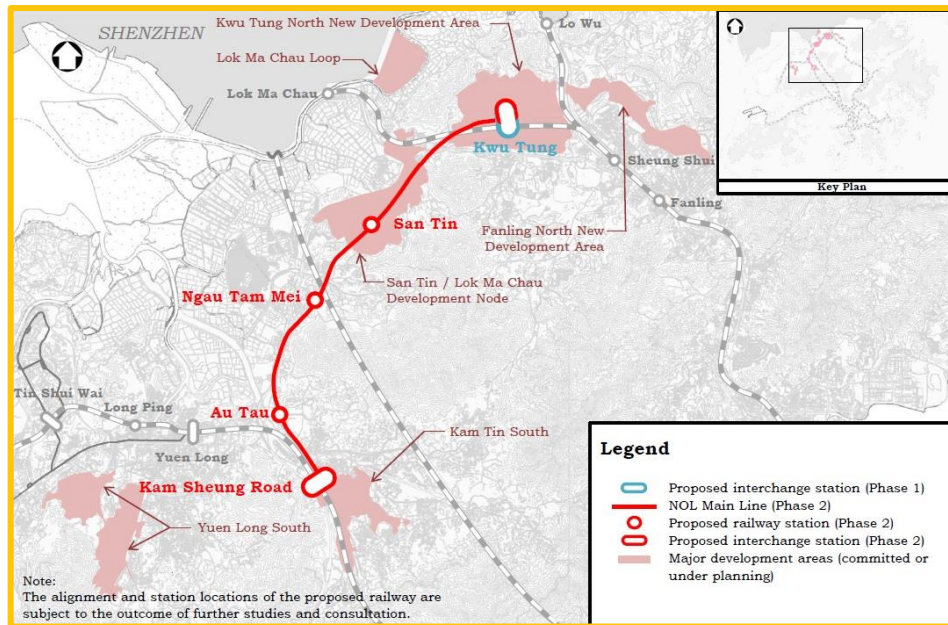 SHENZHEN
Kwu Tung North New Development Area
Lo Wu
Lok Ma Chau Loop
Lok Ma Chau
Kwu Tung
Sheung Shui
Key Plan
Fanling
San Tin
Fanling North New
Development Area
San Tin / Lok Ma Chau
Development Node
Ngau Tam Mei
Tin Shui Wai
Long Ping
Au Tau
Yuen Long
Kam Tin South
Kam Sheung Road
Yuen Long South
Legend
Proposed interchange station (Phase 1)
NOL Main Line (Phase 2)
Proposed railway station (Phase 2)
Proposed interchange station (Phase 2)
Major development areas (committed or
under planning)
Note:
The alignment and station locations of the proposed railway are
subject to the outcome of further studies and consultation.